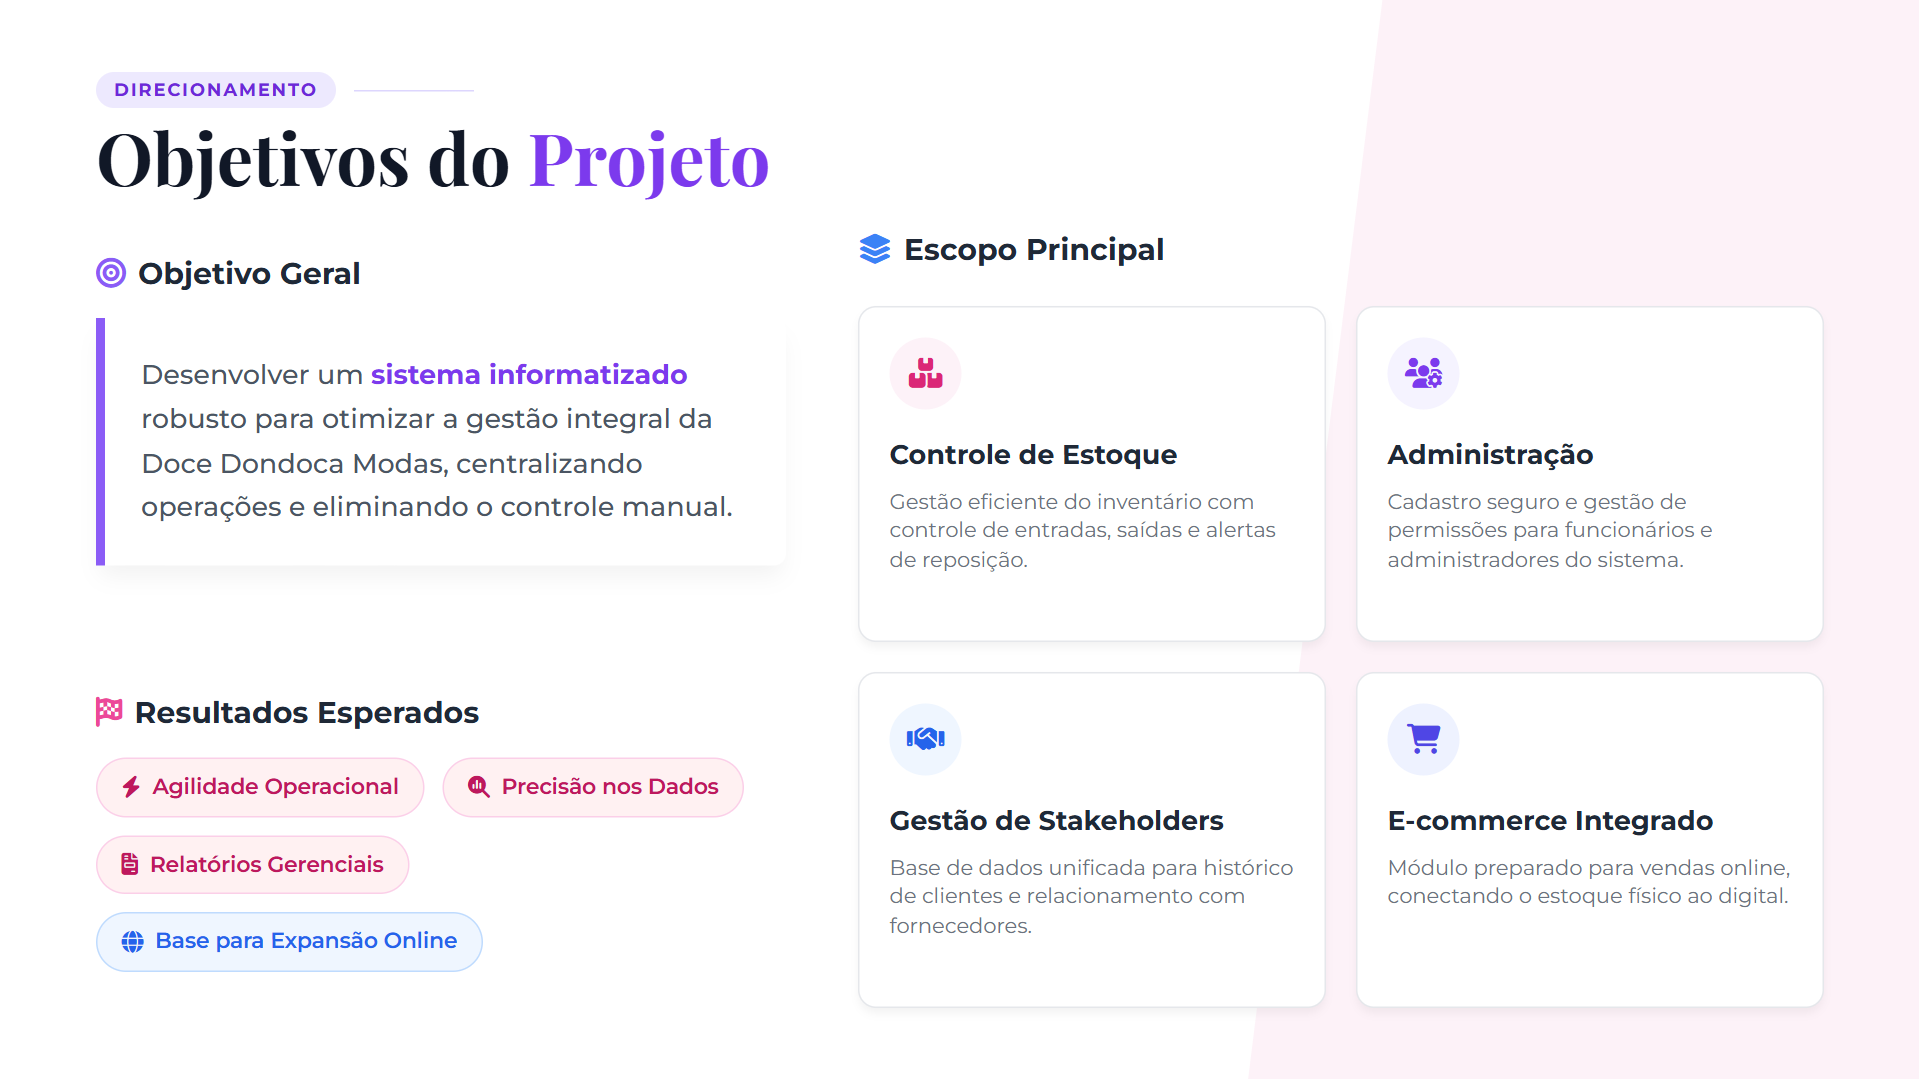 DIRECIONAMENTO
Objetivos do Projeto
Objetivo Geral
Desenvolver um sistema informatizado
robusto para otimizar a gestão integral da
Doce Dondoca Modas, centralizando
operações e eliminando o controle manual.
Resultados Esperados
Agilidade Operacional
Precisão nos Dados
Relatórios Gerenciais
Base para Expansão Online
Escopo Principal
Controle de Estoque
Gestão eficiente do inventário com
controle de entradas, saídas e alertas
de reposição.
Administração
Cadastro seguro e gestão de
permissões para funcionários e
administradores do sistema.
Gestão de Stakeholders
Base de dados unificada para histórico
de clientes e relacionamento com
fornecedores.
E-commerce Integrado
Módulo preparado para vendas online,
conectando o estoque físico ao digital.